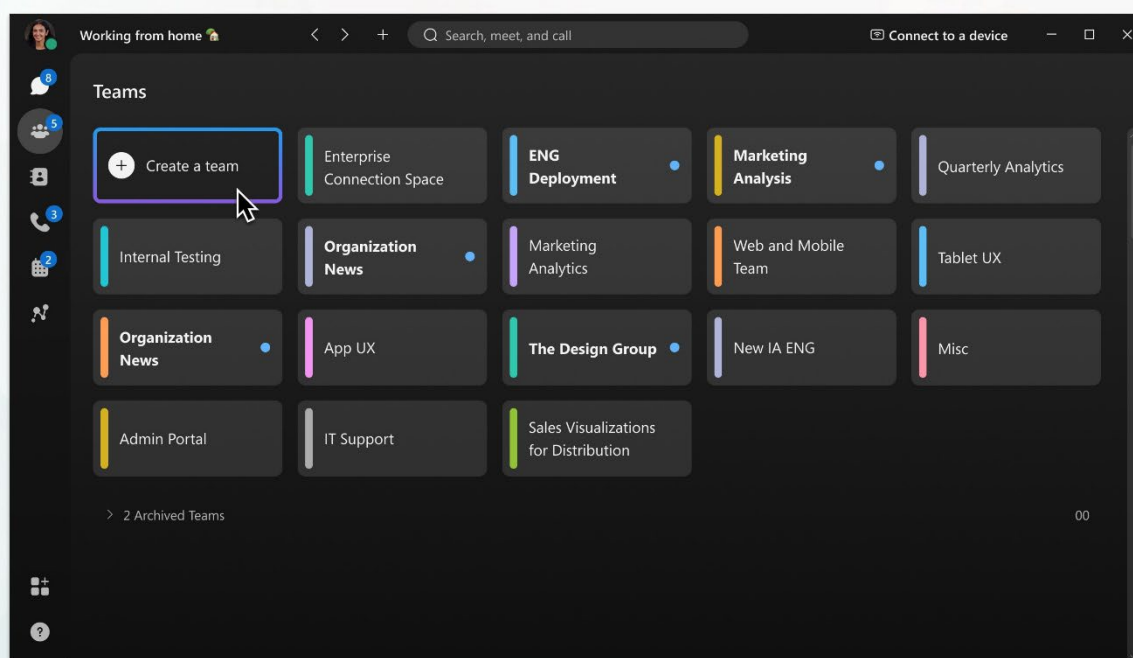 Working from home
Search, meet, and call
Connect to a device
8
5
3
2
Teams
Create a team
Enterprise
Connection Space
ENG
Deployment
Marketing
Analysis
Quarterly Analytics
Internal Testing
Organization
News
Marketing
Analytics
Web and Mobile
Team
Tablet UX
Organization
News
App UX
The Design Group
New IA ENG
Misc
Admin Portal
IT Support
Sales Visualizations
for Distribution
2 Archived Teams
00